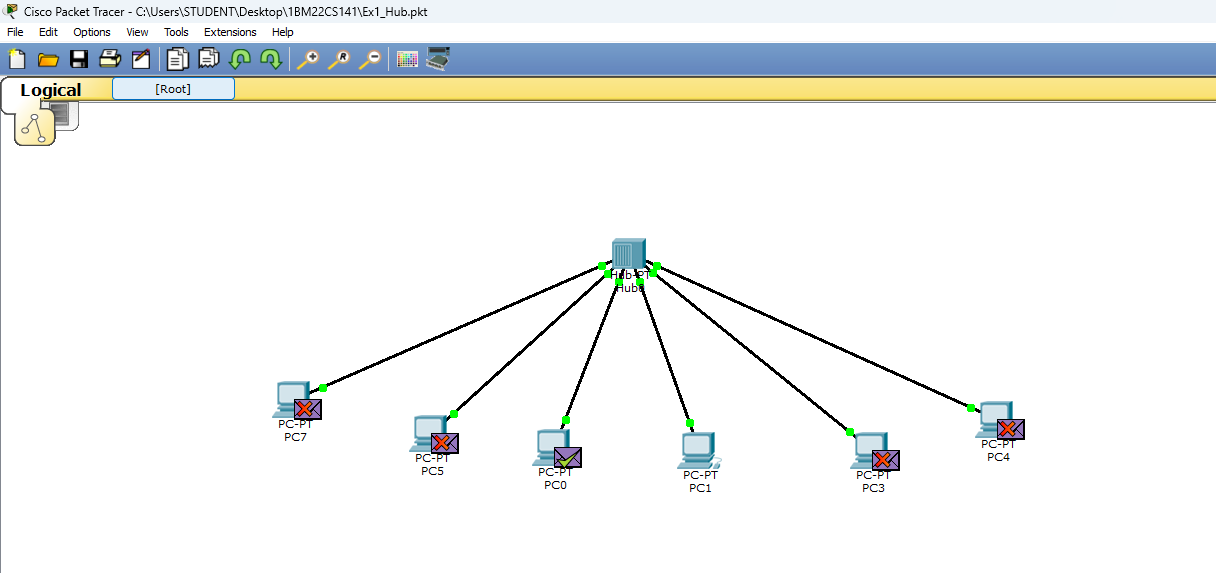 Cisco Packet Tracer - C:\Users\STUDENT\Desktop\1BM22CS141\Ex1_Hub.pkt
File Edit Options View Tools Extensions Help
Logical [Root]
Hub-PT
PC-PT
PC7
PC-PT
PC5
PC-PT
PC0
PC-PT
PC1
PC-PT
PC3
PC-PT
PC4